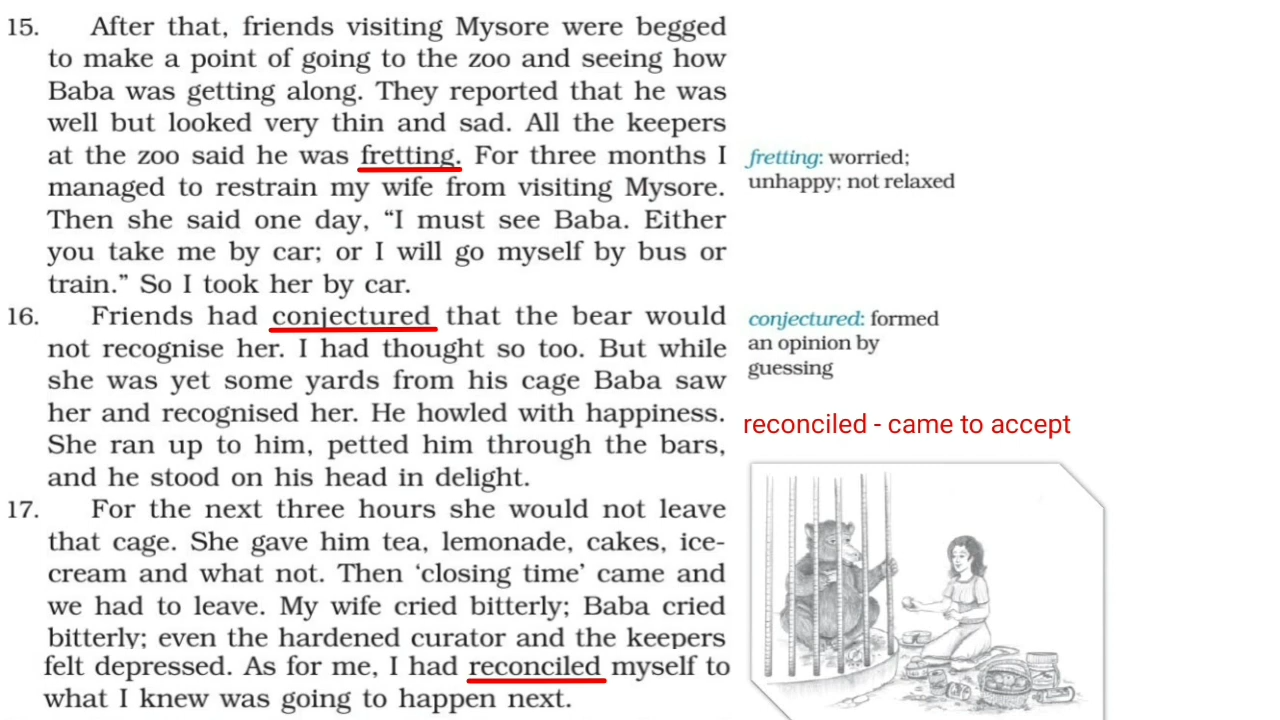 15. After that, friends visiting Mysore were begged
to make a point of going to the zoo and seeing how
Baba was getting along. They reported that he was
well but looked very thin and sad. All the keepers
at the zoo said he was fretting. For three months I
managed to restrain my wife from visiting Mysore.
Then she said one day, “I must see Baba. Either
you take me by car; or I will go myself by bus or
train.” So I took her by car.
16. Friends had conjectured that the bear would
not recognise her. I had thought so too. But while
she was yet some yards from his cage Baba saw
her and recognised her. He howled with happiness.
She ran up to him, petted him through the bars,
and he stood on his head in delight.
17. For the next three hours she would not leave
that cage. She gave him tea, lemonade, cakes, ice-
cream and what not. Then ‘closing time’ came and
we had to leave. My wife cried bitterly; Baba cried
bitterly; even the hardened curator and the keepers
felt depressed. As for me, I had reconciled myself to
what I knew was going to happen next.
fretting: worried;
unhappy; not relaxed
conjectured: formed
an opinion by
guessing
reconciled - came to accept